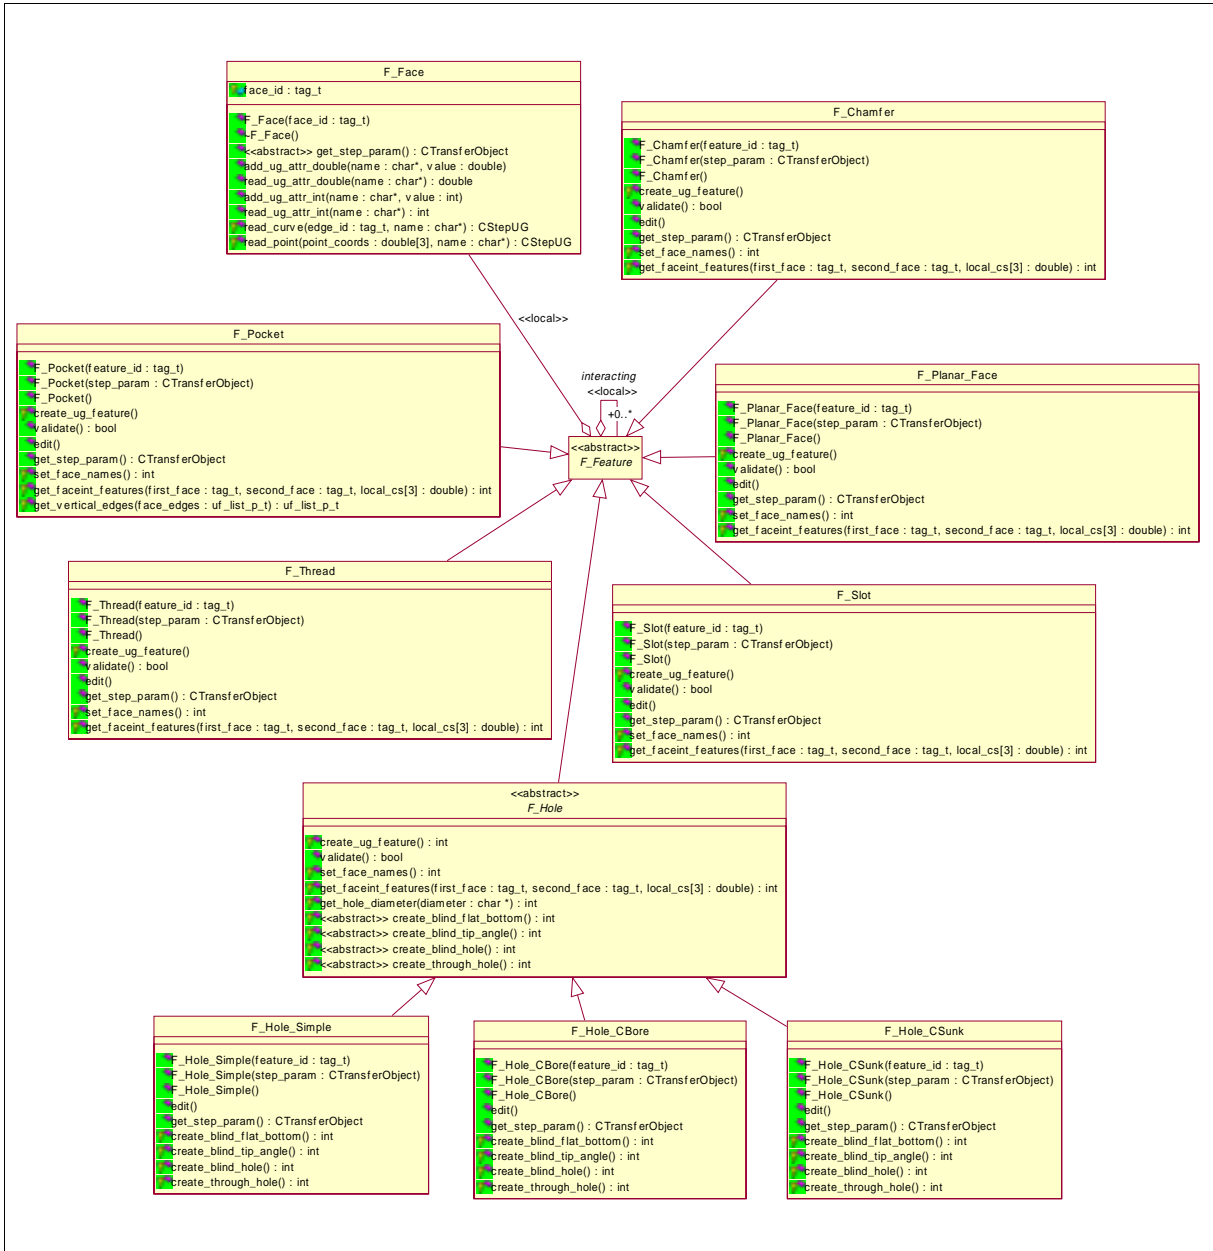 F_Face
face_id : tag_t
F_Face(face_id : tag_t)
~F_Face()
<<abstract>> get_step_param() : CTransferObject
add_ug_attr_double(name : char*, value : double)
read_ug_attr_double(name : char*) : double
add_ug_attr_int(name : char*, value : int)
read_ug_attr_int(name : char*) : int
read_curve(edge_id : tag_t, name : char*) : CStepUG
read_point(point_coords : double[3], name : char*) : CStepUG
F_Chamfer
F_Chamfer(feature_id : tag_t)
F_Chamfer(step_param : CTransferObject)
F_Chamfer()
create_ug_feature()
validate() : bool
edit()
get_step_param() : CTransferObject
set_face_names() : int
get_faceint_features(first_face : tag_t, second_face : tag_t, local_cs[3] : double) : int
<<local>>
F_Pocket
F_Pocket(feature_id : tag_t)
F_Pocket(step_param : CTransferObject)
F_Pocket()
create_ug_feature()
validate() : bool
edit()
get_step_param() : CTransferObject
set_face_names() : int
get_faceint_features(first_face : tag_t, second_face : tag_t, local_cs[3] : double) : int
get_vertical_edges(face_edges : uf_list_p_t) : uf_list_p_t
interacting
<<local>>
+0..*
<<abstract>>
F_Feature
F_Planar_Face
F_Planar_Face(feature_id : tag_t)
F_Planar_Face(step_param : CTransferObject)
F_Planar_Face()
create_ug_feature()
validate() : bool
edit()
get_step_param() : CTransferObject
set_face_names() : int
get_faceint_features(first_face : tag_t, second_face : tag_t, local_cs[3] : double) : int
F_Thread
F_Thread(feature_id : tag_t)
F_Thread(step_param : CTransferObject)
F_Thread()
create_ug_feature()
validate() : bool
edit()
get_step_param() : CTransferObject
set_face_names() : int
get_faceint_features(first_face : tag_t, second_face : tag_t, local_cs[3] : double) : int
F_Slot
F_Slot(feature_id : tag_t)
F_Slot(step_param : CTransferObject)
F_Slot()
create_ug_feature()
validate() : bool
edit()
get_step_param() : CTransferObject
set_face_names() : int
get_faceint_features(first_face : tag_t, second_face : tag_t, local_cs[3] : double) : int
<<abstract>>
F_Hole
create_ug_feature() : int
validate() : bool
set_face_names() : int
get_faceint_features(first_face : tag_t, second_face : tag_t, local_cs[3] : double) : int
get_hole_diameter(diameter : char *) : int
<<abstract>> create_blind_flat_bottom() : int
<<abstract>> create_blind_tip_angle() : int
<<abstract>> create_blind_hole() : int
<<abstract>> create_through_hole() : int
F_Hole_Simple
F_Hole_Simple(feature_id : tag_t)
F_Hole_Simple(step_param : CTransferObject)
F_Hole_Simple()
edit()
get_step_param() : CTransferObject
create_blind_flat_bottom() : int
create_blind_tip_angle() : int
create_blind_hole() : int
create_through_hole() : int
F_Hole_CBore
F_Hole_CBore(feature_id : tag_t)
F_Hole_CBore(step_param : CTransferObject)
F_Hole_CBore()
edit()
get_step_param() : CTransferObject
create_blind_flat_bottom() : int
create_blind_tip_angle() : int
create_blind_hole() : int
create_through_hole() : int
F_Hole_CSunk
F_Hole_CSunk(feature_id : tag_t)
F_Hole_CSunk(step_param : CTransferObject)
F_Hole_CSunk()
edit()
get_step_param() : CTransferObject
create_blind_flat_bottom() : int
create_blind_tip_angle() : int
create_blind_hole() : int
create_through_hole() : int